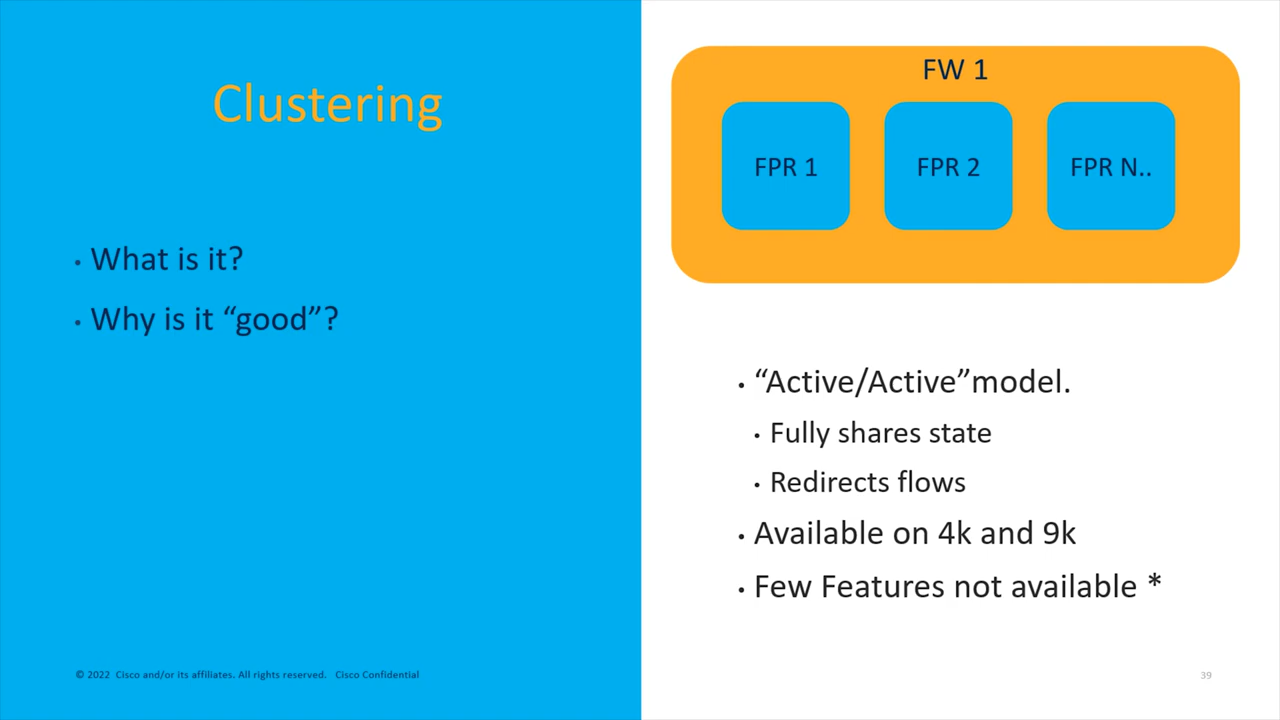 Clustering
• What is it?
• Why is it “good”?
FW 1
FPR 1
FPR 2
FPR N..
• “Active/Active”model.
• Fully shares state
• Redirects flows
• Available on 4k and 9k
• Few Features not available *
© 2022 Cisco and/or its affiliates. All rights reserved. Cisco Confidential
39